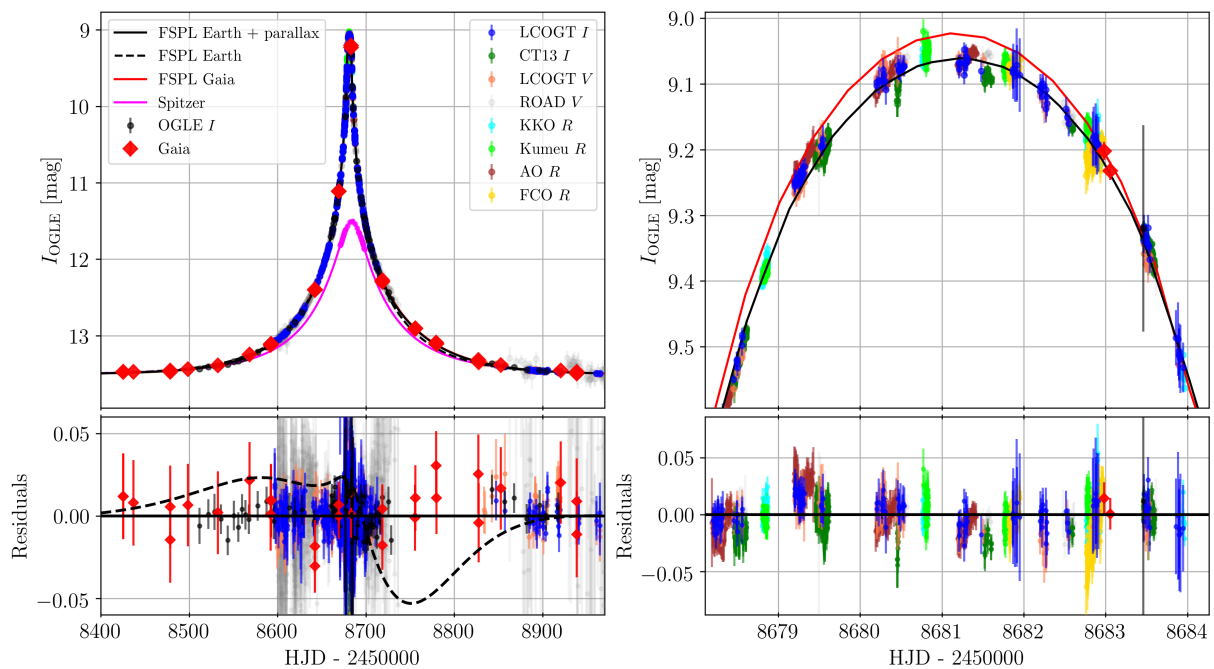 FSPL Earth + parallax
FSPL Earth
FSPL Gaia
Spitzer
OGLE I
Gaia
LCOGT I
CT13 I
LCOGT V
ROAD V
KKO R
Kumeu R
AO R
FCO R
9
10
11
12
13
I_OGLE [mag]
9.0
9.1
9.2
9.3
9.4
9.5
I_OGLE [mag]
0.05
0.00
−0.05
Residuals
8400
8500
8600
8700
8800
8900
HJD - 2450000
0.05
0.00
−0.05
Residuals
8679
8680
8681
8682
8683
8684
HJD - 2450000